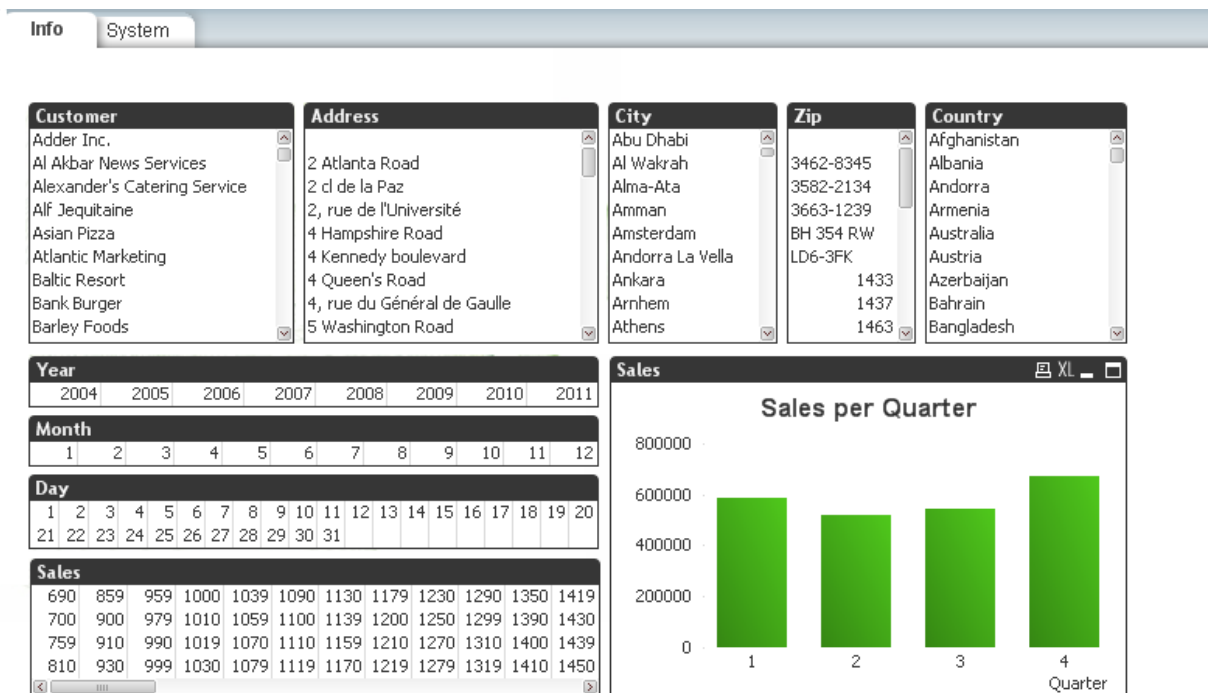 Info System
Customer
Adder Inc.
Al Akbar News Services
Alexander's Catering Service
Alf Jequitaine
Asian Pizza
Atlantic Marketing
Baltic Resort
Bank Burger
Barley Foods
Address
2 Atlanta Road
2 cl de la Paz
2, rue de l'Université
4 Hampshire Road
4 Kennedy boulevard
4 Queen's Road
4, rue du Général de Gaulle
5 Washington Road
City
Abu Dhabi
Al Wakrah
Alma-Ata
Amman
Amsterdam
Andorra La Vella
Ankara
Arnhem
Athens
Zip
3462-8345
3582-2134
3663-1239
BH 354 RW
LD6-3FK
1433
1437
1463
Country
Afghanistan
Albania
Andorra
Armenia
Australia
Austria
Azerbaijan
Bahrain
Bangladesh
Year
2004 2005 2006 2007 2008 2009 2010 2011
Month
1 2 3 4 5 6 7 8 9 10 11 12
Day
1 2 3 4 5 6 7 8 9 10 11 12 13 14 15 16 17 18 19 20
21 22 23 24 25 26 27 28 29 30 31
Sales
690 859 959 1000 1039 1090 1130 1179 1230 1290 1350 1419
700 900 979 1010 1059 1100 1139 1200 1250 1299 1390 1430
759 910 990 1019 1070 1110 1159 1210 1270 1310 1400 1439
810 930 999 1030 1079 1119 1170 1219 1279 1319 1410 1450
Sales XL
Sales per Quarter
800000
600000
400000
200000
0
1 2 3 4
Quarter